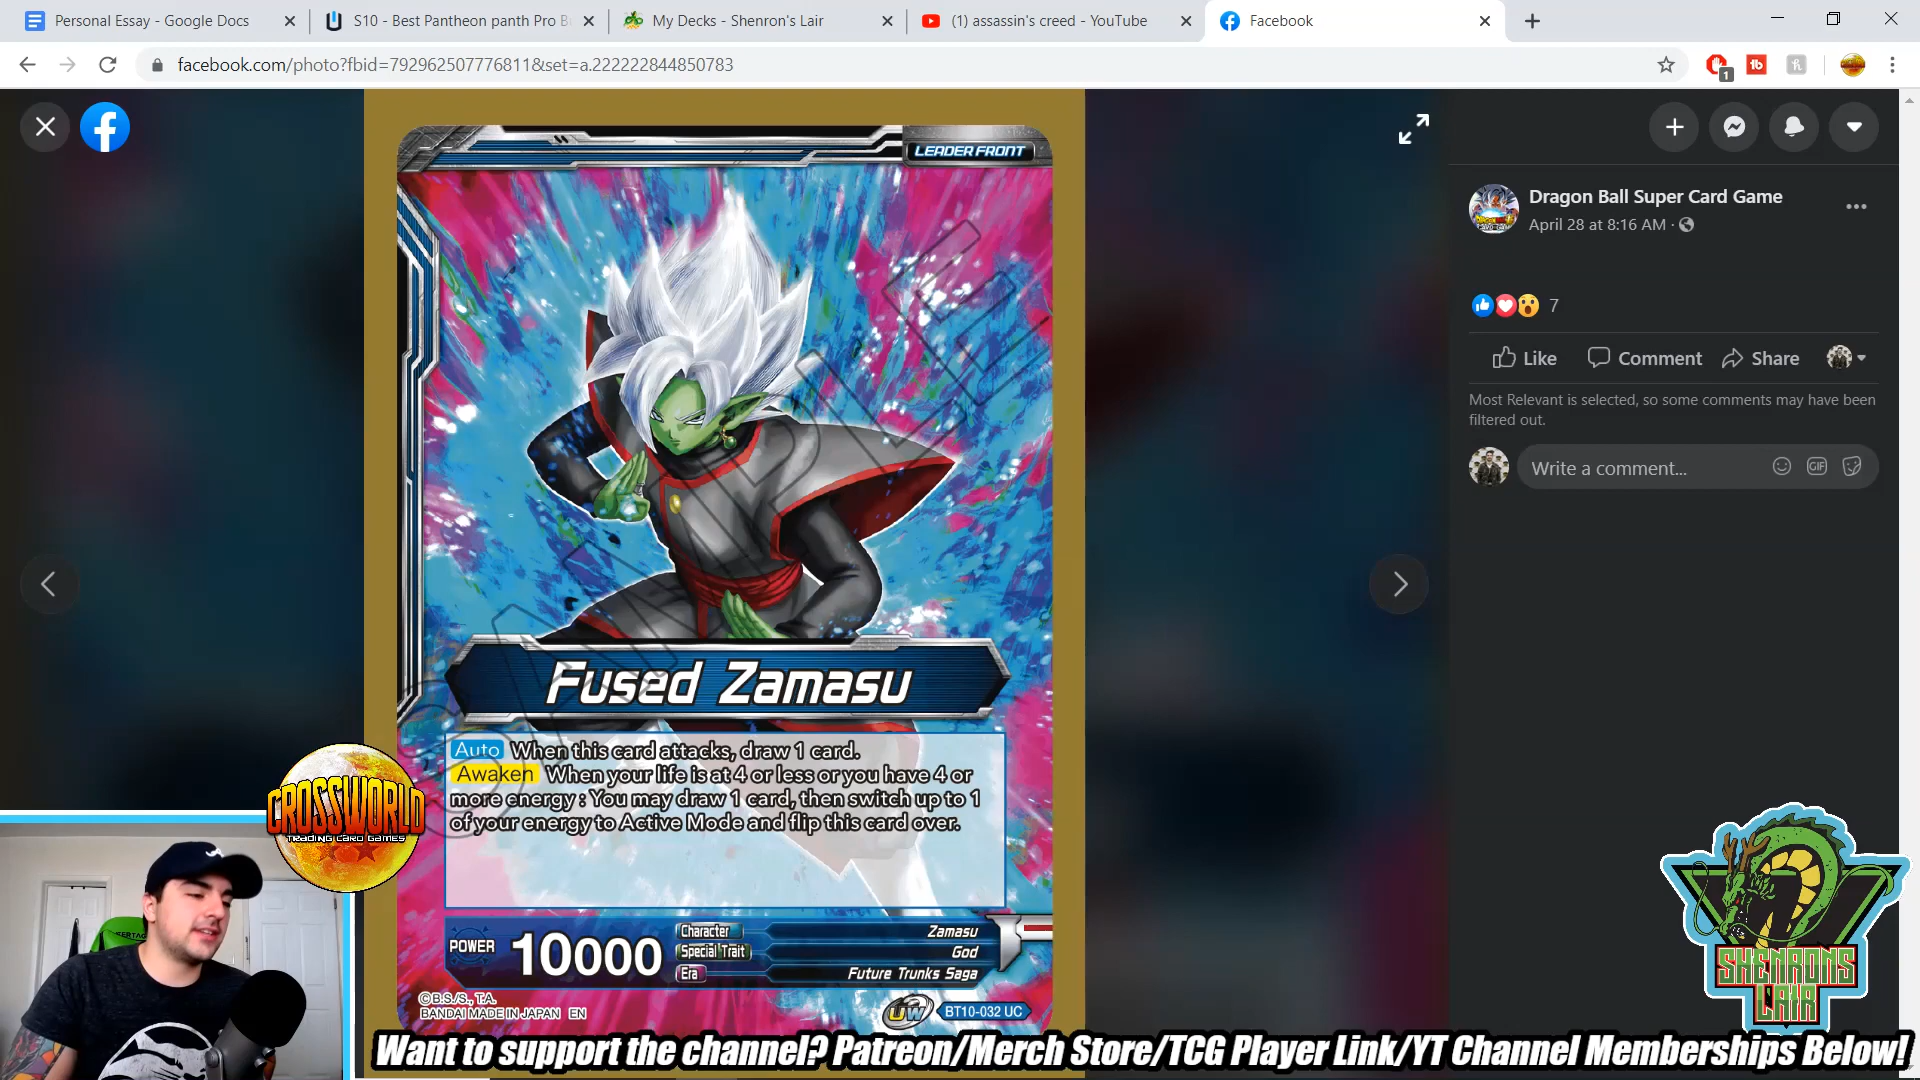 Personal Essay - Google Docs
S10 - Best Pantheon panth Pro B
My Decks - Shenron's Lair
(1) assassin's creed - YouTube
Facebook
facebook.com/photo?fbid=792962507776811&set=a.222222844850783
1
LEADER FRONT
SAMPLE
Dragon Ball Super Card Game
April 28 at 8:16 AM ·
7
Like
Comment
Share
Most Relevant is selected, so some comments may have been
filtered out.
Write a comment...
GIF
Fused Zamasu
Auto When this card attacks, draw 1 card.
Awaken When your life is at 4 or less or you have 4 or
more energy : You may draw 1 card, then switch up to 1
of your energy to Active Mode and flip this card over.
POWER 10000
Character Zamasu
Special Trait God
Era Future Trunks Saga
©B.S./S., T.A.
BANDAI MADE IN JAPAN EN
UW
BT10-032 UC
CROSSWORLD
TRADING CARD GAMES
SHENRONS
LAIR
Want to support the channel? Patreon/Merch Store/TCG Player Link/YT Channel Memberships Below!